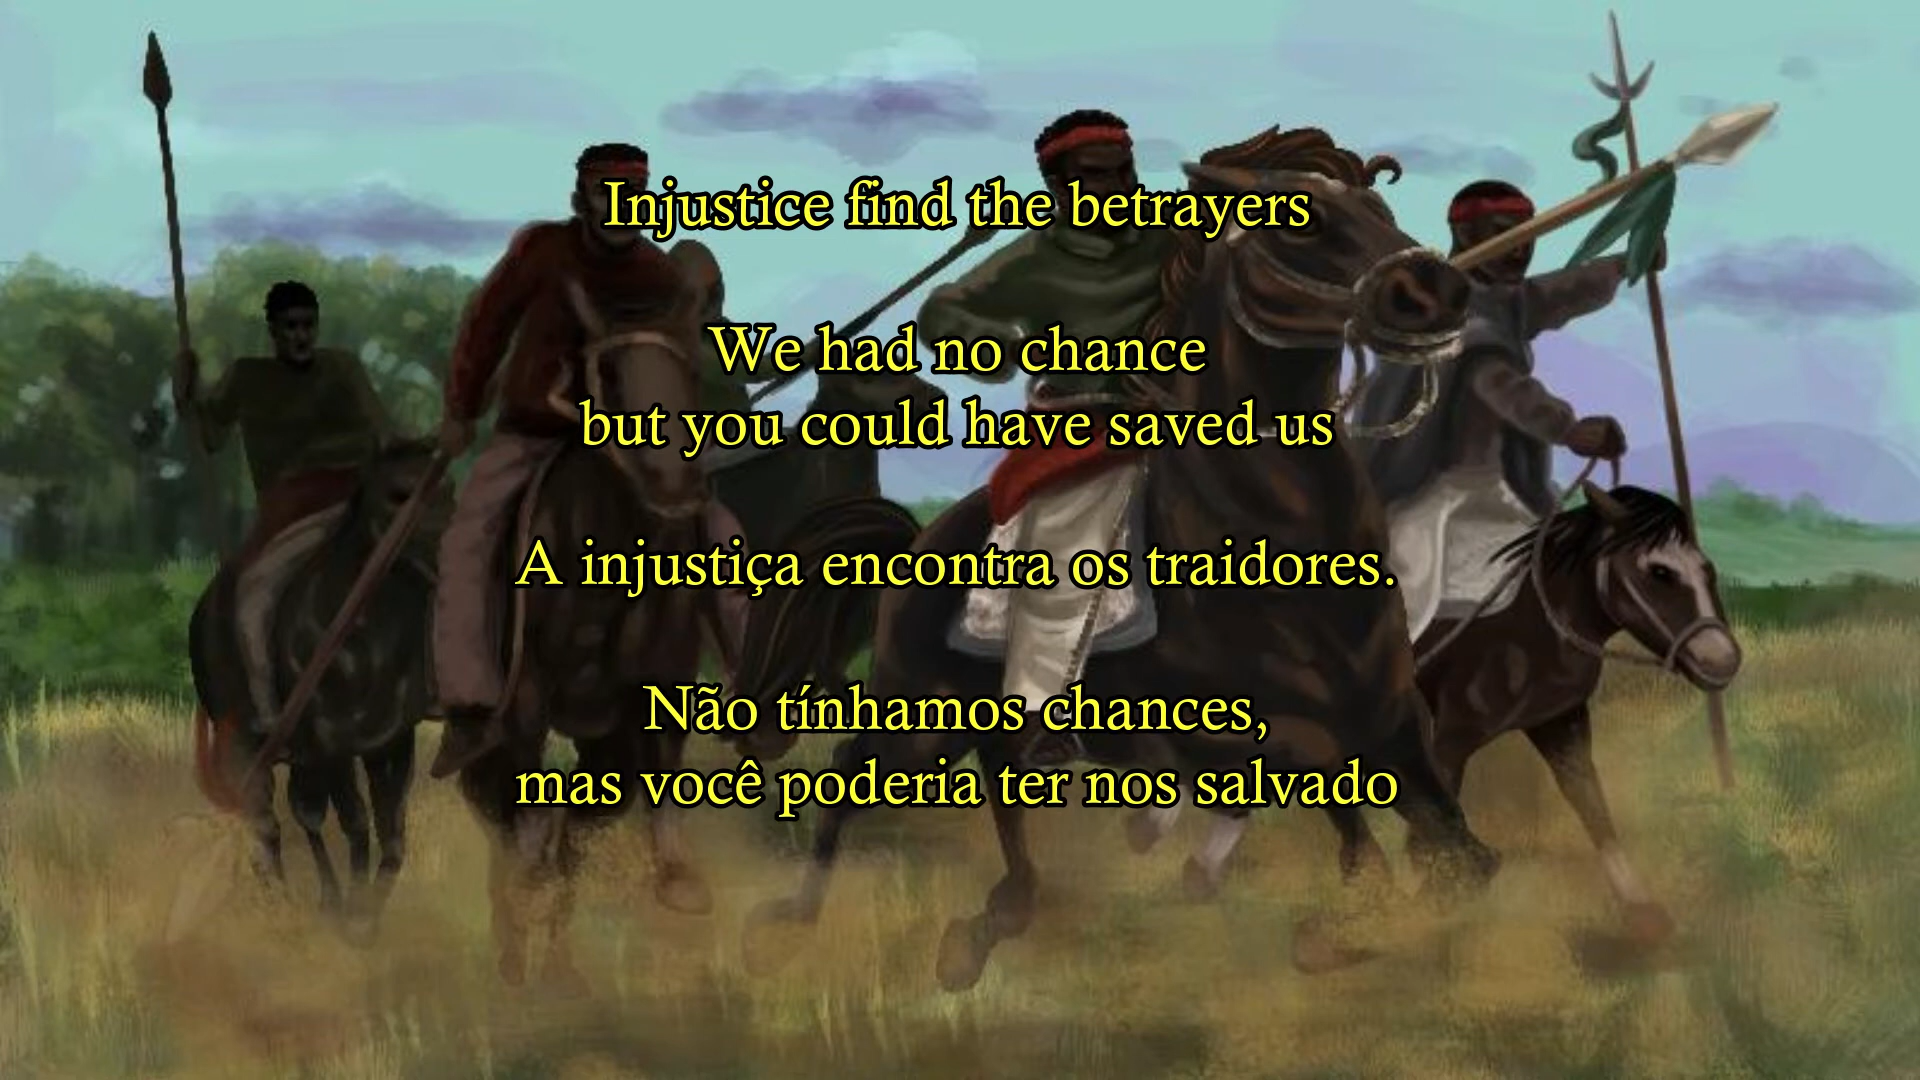 Injustice find the betrayers
We had no chance
but you could have saved us
A injustiça encontra os traidores.
Não tínhamos chances,
mas você poderia ter nos salvado